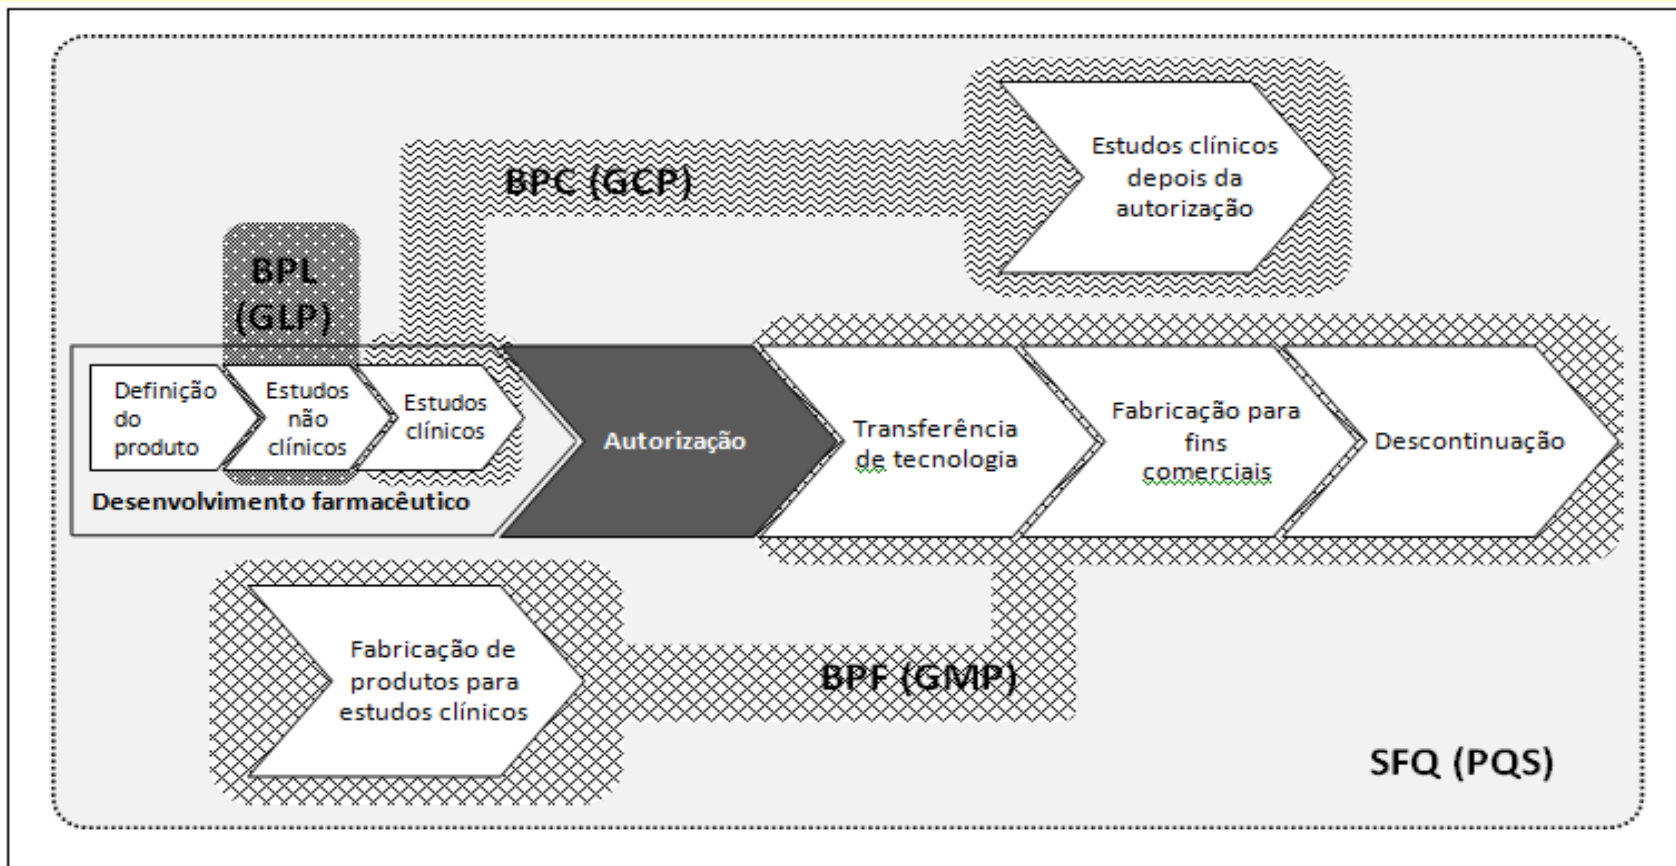 Estudos clínicos
depois da
autorização
BPC (GCP)
BPL
(GLP)
Definição
do
produto
Estudos
não
clínicos
Estudos
clínicos
Desenvolvimento farmacêutico
Autorização
Transferência
de tecnologia
Fabricação para
fins
comerciais
Descontinuação
Fabricação de
produtos para
estudos clínicos
BPF (GMP)
SFQ (PQS)